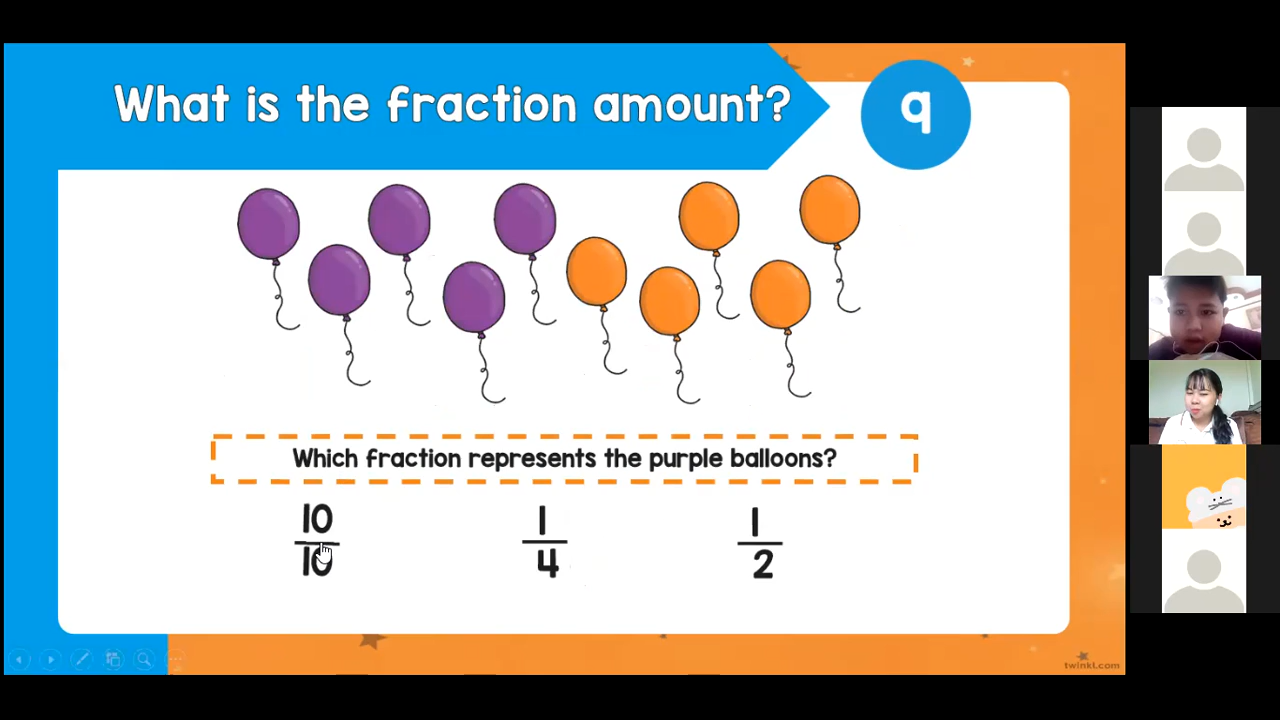 What is the fraction amount?
9
Which fraction represents the purple balloons?
10
10
1
4
1
2
twinkl.com